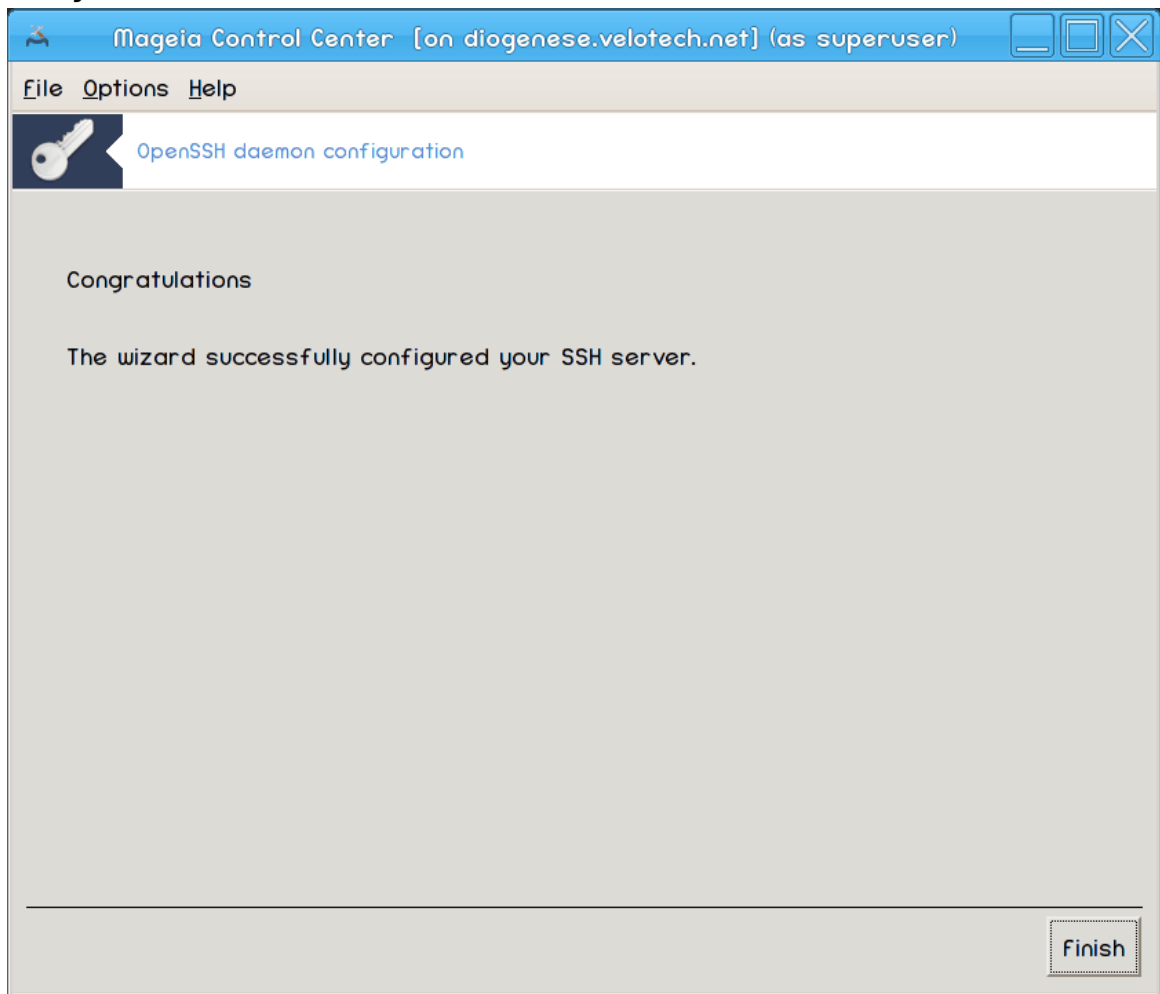 Mageia Control Center [on diogenese.velotech.net] (as superuser)
File Options Help
OpenSSH daemon configuration
Congratulations
The wizard successfully configured your SSH server.
Finish